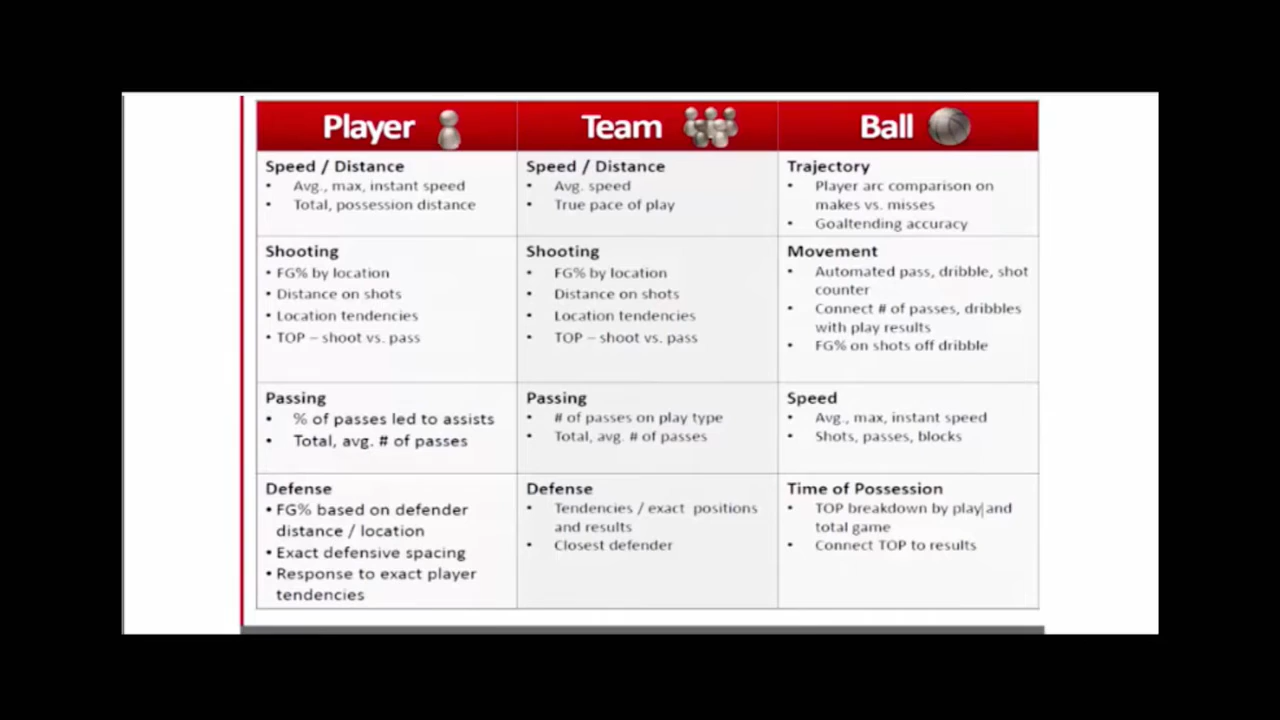 Player
Team
Ball
Speed / Distance
• Avg., max, instant speed
• Total, possession distance
Speed / Distance
• Avg. speed
• True pace of play
Trajectory
• Player arc comparison on
makes vs. misses
• Goaltending accuracy
Shooting
• FG% by location
• Distance on shots
• Location tendencies
• TOP – shoot vs. pass
Shooting
• FG% by location
• Distance on shots
• Location tendencies
• TOP – shoot vs. pass
Movement
• Automated pass, dribble, shot
counter
• Connect # of passes, dribbles
with play results
• FG% on shots off dribble
Passing
• % of passes led to assists
• Total, avg. # of passes
Passing
• # of passes on play type
• Total, avg. # of passes
Speed
• Avg., max, instant speed
• Shots, passes, blocks
Defense
• FG% based on defender
distance / location
• Exact defensive spacing
• Response to exact player
tendencies
Defense
• Tendencies / exact positions
and results
• Closest defender
Time of Possession
• TOP breakdown by play and
total game
• Connect TOP to results